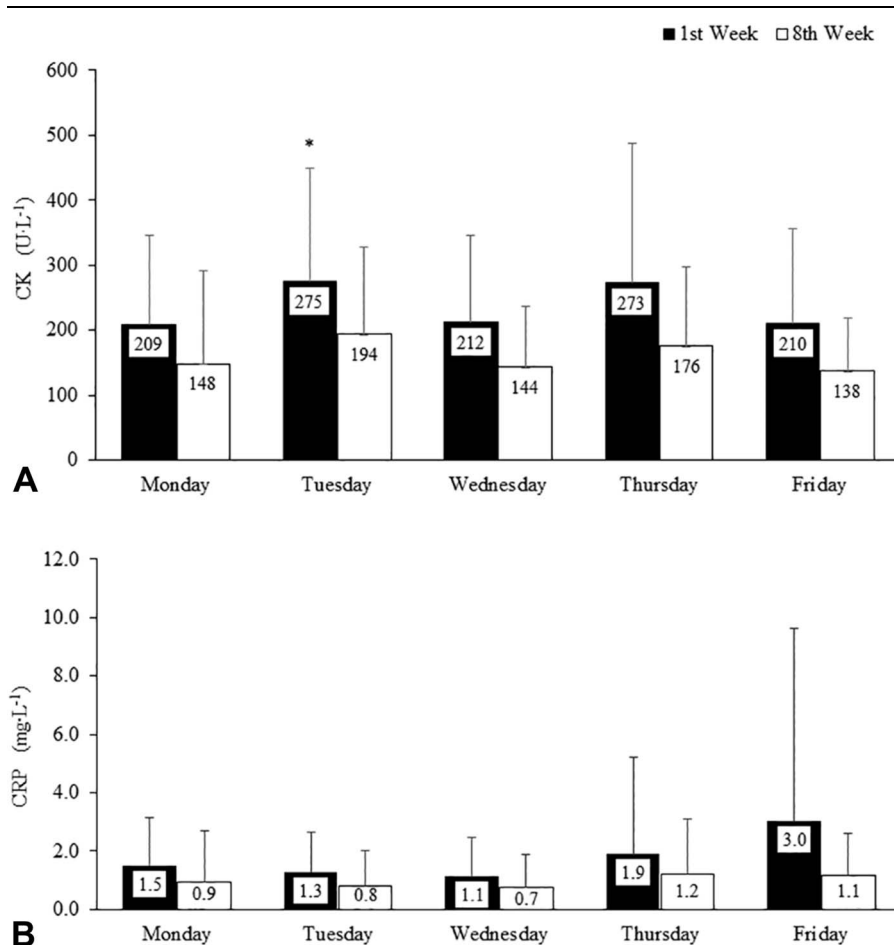 ■ 1st Week □ 8th Week
600
500
400
300
200
100
0
CK (U·L⁻¹)
*
209 148 275 194 212 144 273 176 210 138
Monday Tuesday Wednesday Thursday Friday
A
12.0
10.0
8.0
6.0
4.0
2.0
0.0
CRP (mg·L⁻¹)
1.5 0.9 1.3 0.8 1.1 0.7 1.9 1.2 3.0 1.1
Monday Tuesday Wednesday Thursday Friday
B